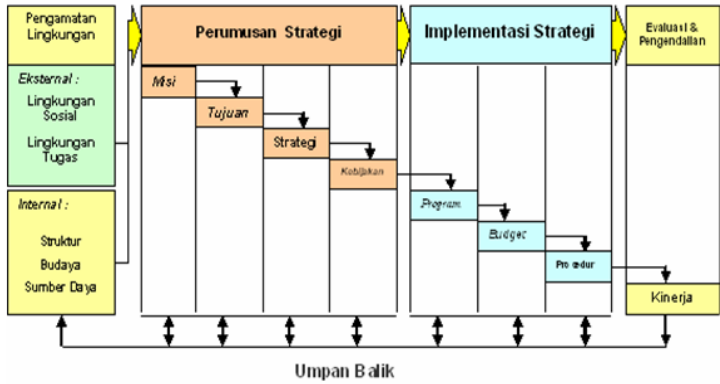 Pengamatan
Lingkungan
Perumusan Strategi
Implementasi Strategi
Evaluasi &
Pengendalian
Eksternal :
Lingkungan
Sosial
Lingkungan
Tugas
Internal :
Struktur
Budaya
Sumber Daya
Misi
Tujuan
Strategi
Kebijakan
Program
Budget
Procedur
Kinerja
Umpan Balik